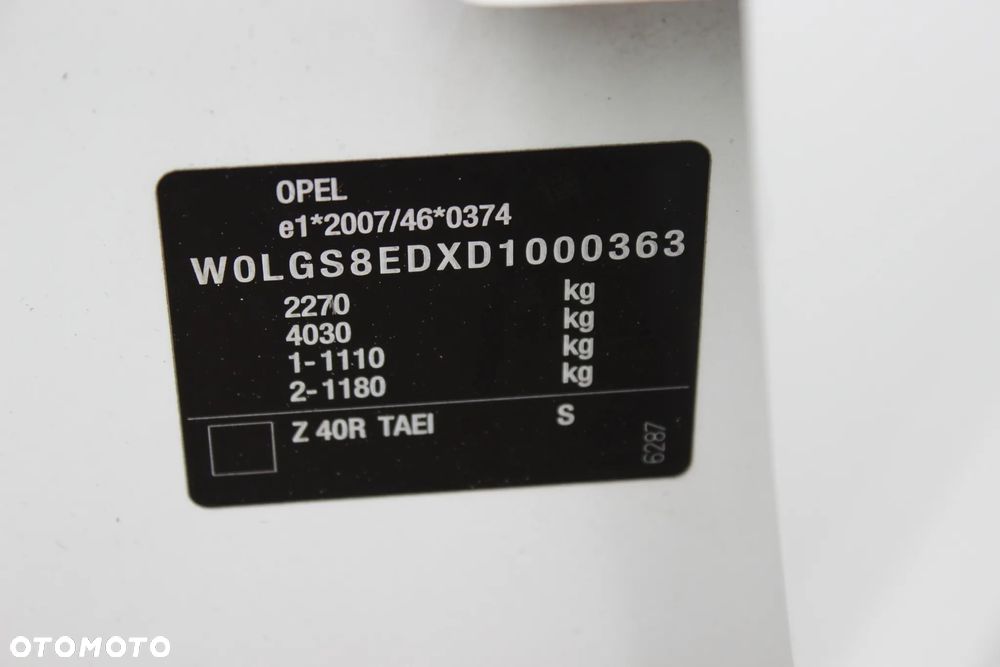 OPEL
e1*2007/46*0374
W0LGS8EDXD1000363
2270 kg
4030 kg
1-1110 kg
2-1180 kg
Z 40R TAEI S
6287
OTOMOTO